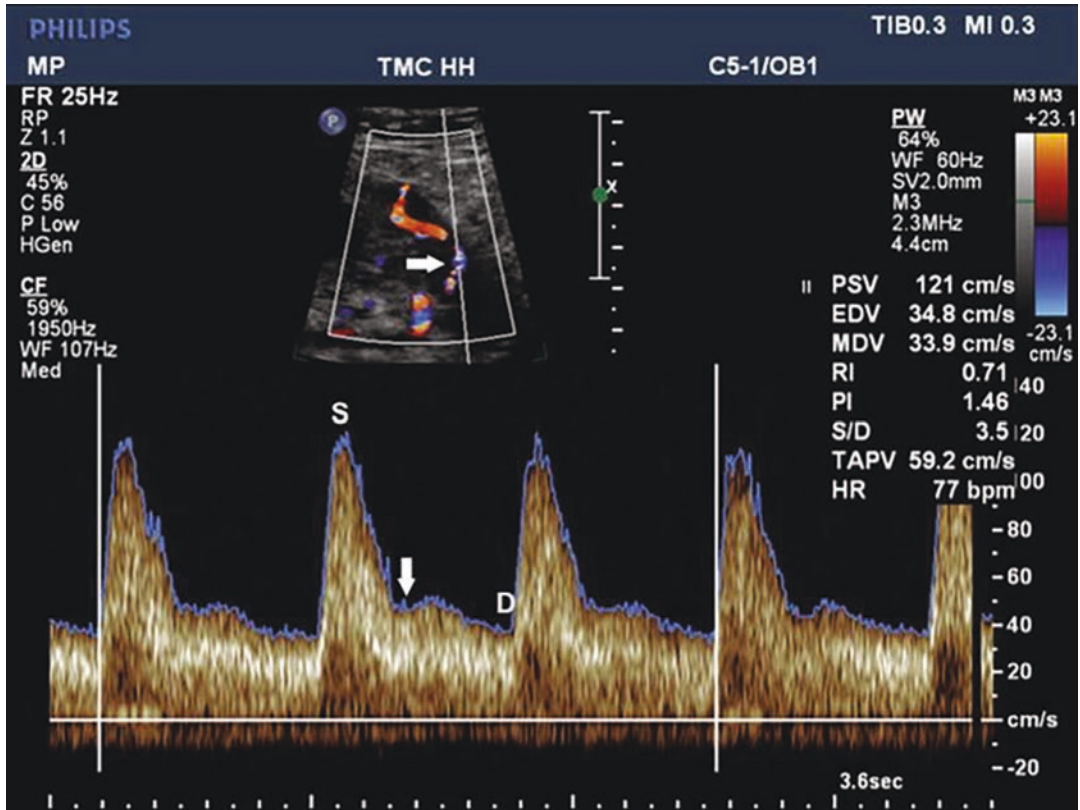 PHILIPS
TIB0.3 MI 0.3
MP TMC HH C5-1/OB1
FR 25Hz
RP
Z 1.1
2D
45%
C 56
P Low
HGen
CF
59%
1950Hz
WF 107Hz
Med
P
X
PW
64%
WF 60Hz
SV2.0mm
M3
2.3MHz
4.4cm
M3 M3
+23.1
-23.1
cm/s
II PSV 121 cm/s
EDV 34.8 cm/s
MDV 33.9 cm/s
RI 0.71
PI 1.46
S/D 3.5
TAPV 59.2 cm/s
HR 77 bpm
S
D
40
20
00
80
60
40
20
cm/s
-20
3.6sec